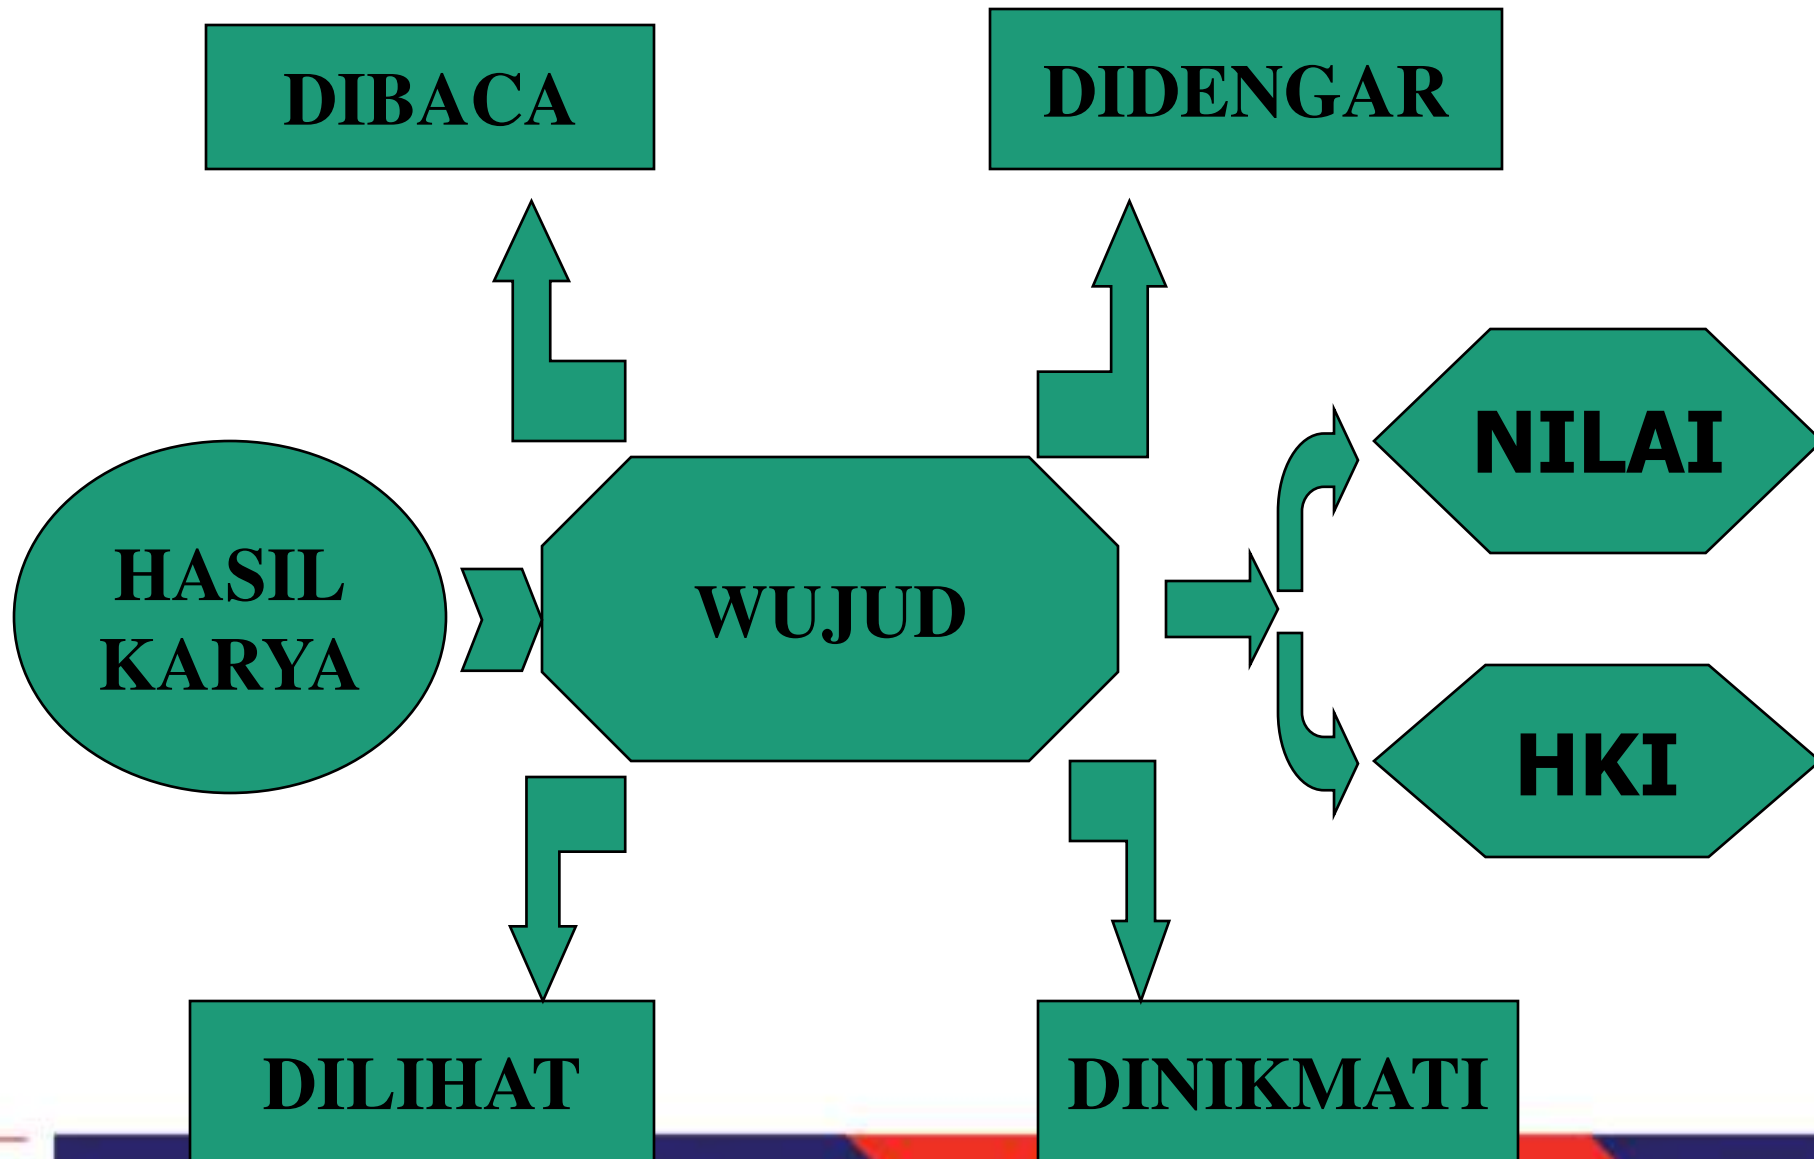 DIBACA
DIDENGAR
NILAI
HASIL
KARYA
WUJUD
HKI
DILIHAT
DINIKMATI